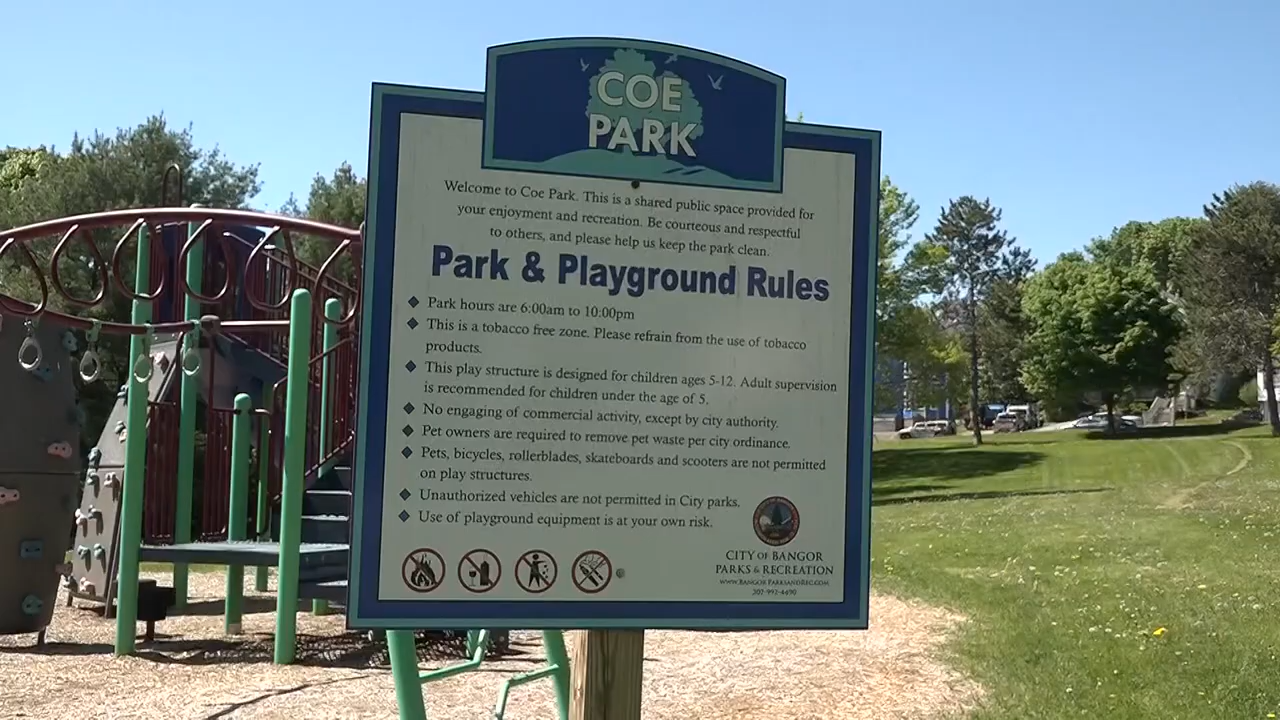 COE
PARK
Welcome to Coe Park. This is a shared public space provided for
your enjoyment and recreation. Be courteous and respectful
to others, and please help us keep the park clean.
Park & Playground Rules
Park hours are 6:00am to 10:00pm
This is a tobacco free zone. Please refrain from the use of tobacco
products.
This play structure is designed for children ages 5-12. Adult supervision
is recommended for children under the age of 5.
No engaging of commercial activity, except by city authority.
Pet owners are required to remove pet waste per city ordinance.
Pets, bicycles, rollerblades, skateboards and scooters are not permitted
on play structures.
Unauthorized vehicles are not permitted in City parks.
Use of playground equipment is at your own risk.
CITY OF BANGOR
PARKS & RECREATION
www.BangorParksandRec.com
207-992-4490